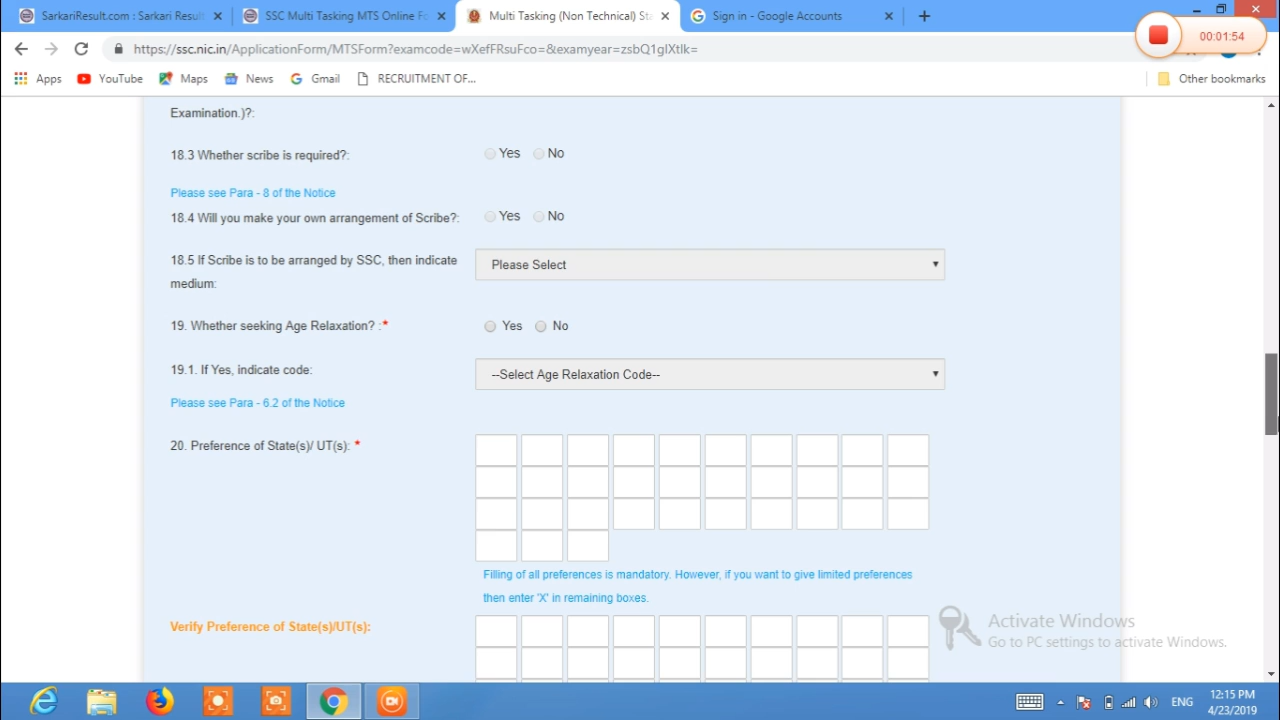 SarkariResult.com : Sarkari Result
SSC Multi Tasking MTS Online Fo
Multi Tasking (Non Technical) Sta
Sign in - Google Accounts
https://ssc.nic.in/ApplicationForm/MTSForm?examcode=wXefFRsuFco=&examyear=zsbQ1glXtIk=
00:01:54
Apps
YouTube
Maps
News
Gmail
RECRUITMENT OF...
Other bookmarks
Examination.)?:
18.3 Whether scribe is required?:
Yes No
Please see Para - 8 of the Notice
18.4 Will you make your own arrangement of Scribe?:
Yes No
18.5 If Scribe is to be arranged by SSC, then indicate
medium:
Please Select
19. Whether seeking Age Relaxation? :*
Yes No
19.1. If Yes, indicate code:
--Select Age Relaxation Code--
Please see Para - 6.2 of the Notice
20. Preference of State(s)/ UT(s): *
Filling of all preferences is mandatory. However, if you want to give limited preferences
then enter 'X' in remaining boxes.
Verify Preference of State(s)/UT(s):
Activate Windows
Go to PC settings to activate Windows.
ENG
12:15 PM
4/23/2019